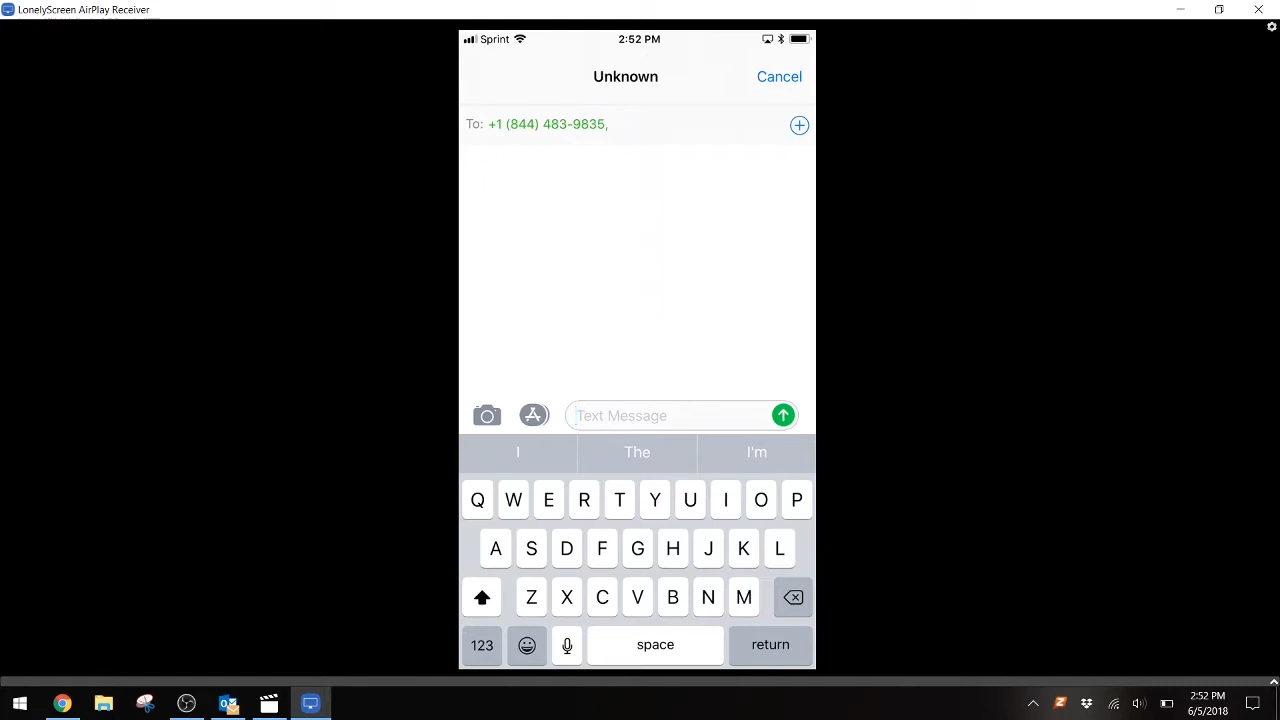 LonelyScreen AirPlay Receiver
Sprint 2:52 PM
Unknown Cancel
To: +1 (844) 483-9835,
Text Message
I The I'm
Q W E R T Y U I O P
A S D F G H J K L
Z X C V B N M
123 space return
2:52 PM
6/5/2018